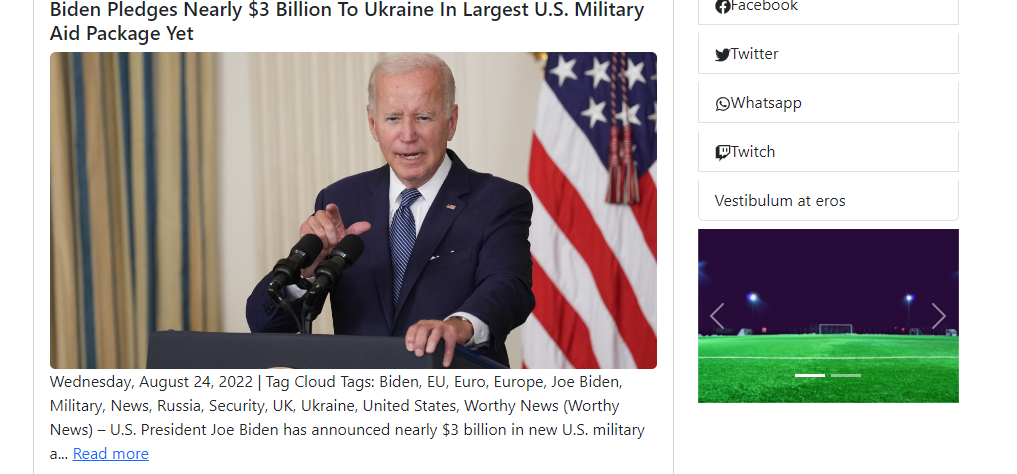 Biden Pledges Nearly $3 Billion To Ukraine In Largest U.S. Military
Aid Package Yet
Wednesday, August 24, 2022 | Tag Cloud Tags: Biden, EU, Euro, Europe, Joe Biden,
Military, News, Russia, Security, UK, Ukraine, United States, Worthy News (Worthy
News) – U.S. President Joe Biden has announced nearly $3 billion in new U.S. military
a... Read more
Facebook
Twitter
Whatsapp
Twitch
Vestibulum at eros